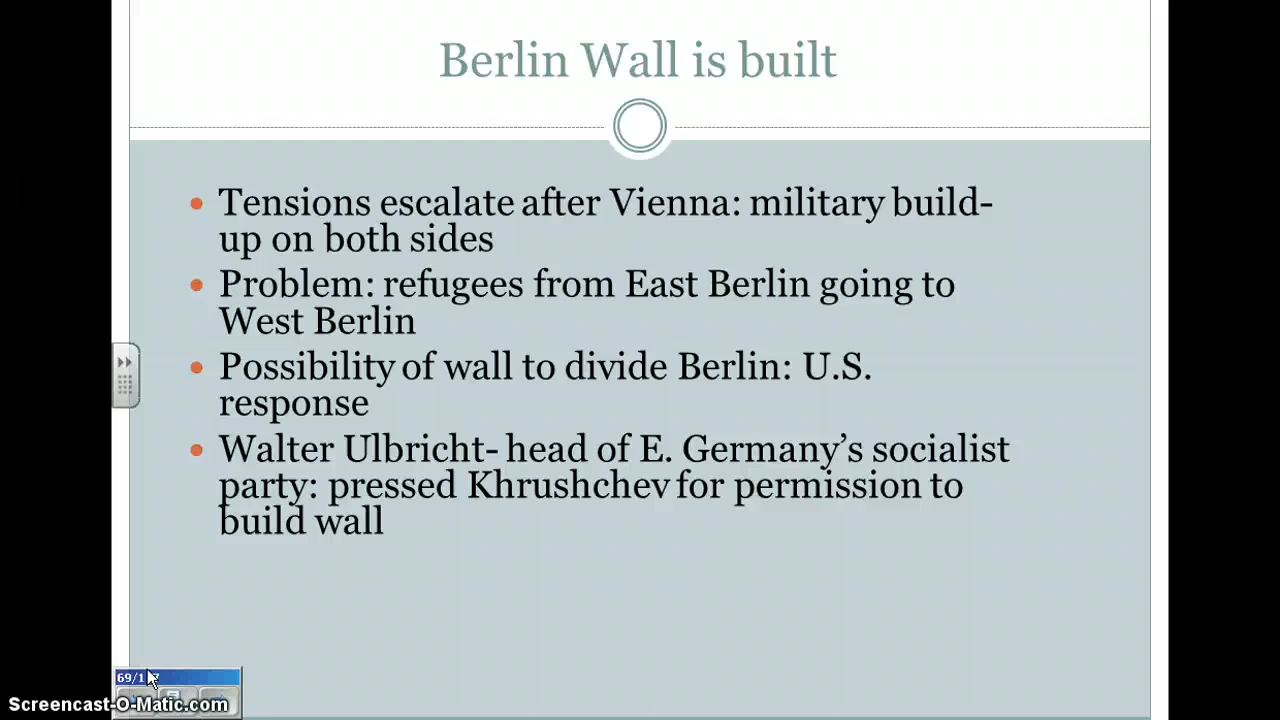 Berlin Wall is built
Tensions escalate after Vienna: military build-
up on both sides
Problem: refugees from East Berlin going to
West Berlin
Possibility of wall to divide Berlin: U.S.
response
Walter Ulbricht- head of E. Germany's socialist
party: pressed Khrushchev for permission to
build wall
Screencast-O-Matic.com